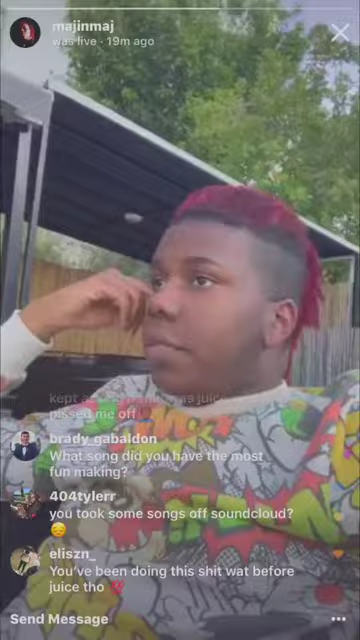 majinmaj
was live · 19m ago
pissed me off
brady_gabaldon
What song did you have the most
fun making?
404tylerr
you took some songs off soundcloud?
😔
eliszn_
You've been doing this shit wat before
juice tho 💔
Send Message